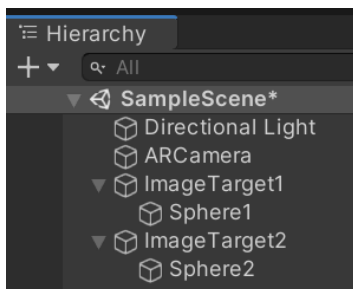 Hierarchy
All
SampleScene*
Directional Light
ARCamera
ImageTarget1
Sphere1
ImageTarget2
Sphere2